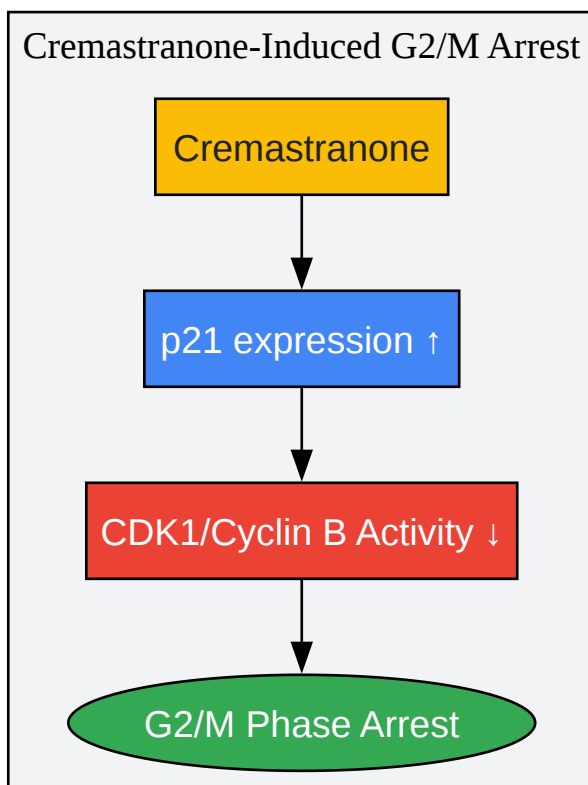 Cremastranone-Induced G2/M Arrest
Cremastranone
p21 expression ↑
CDK1/Cyclin B Activity ↓
G2/M Phase Arrest